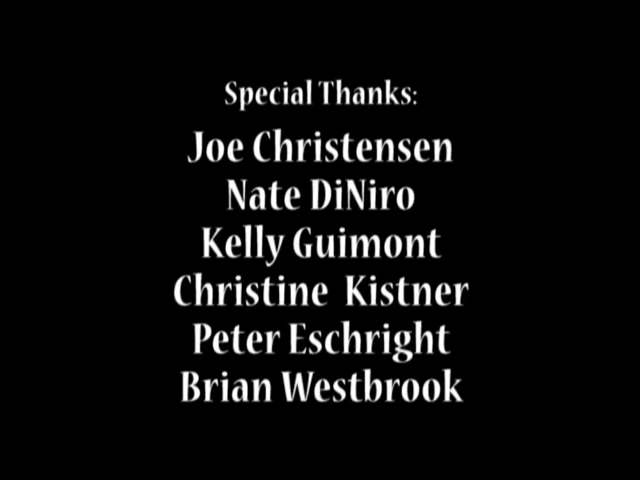 Special Thanks:
Joe Christensen
Nate DiNiro
Kelly Guimont
Christine Kistner
Peter Eschright
Brian Westbrook